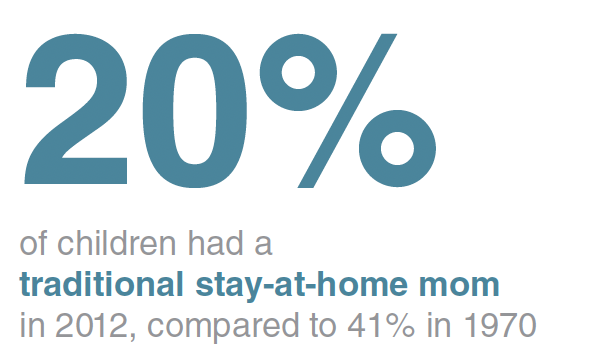 20%
of children had a
traditional stay-at-home mom
in 2012, compared to 41% in 1970